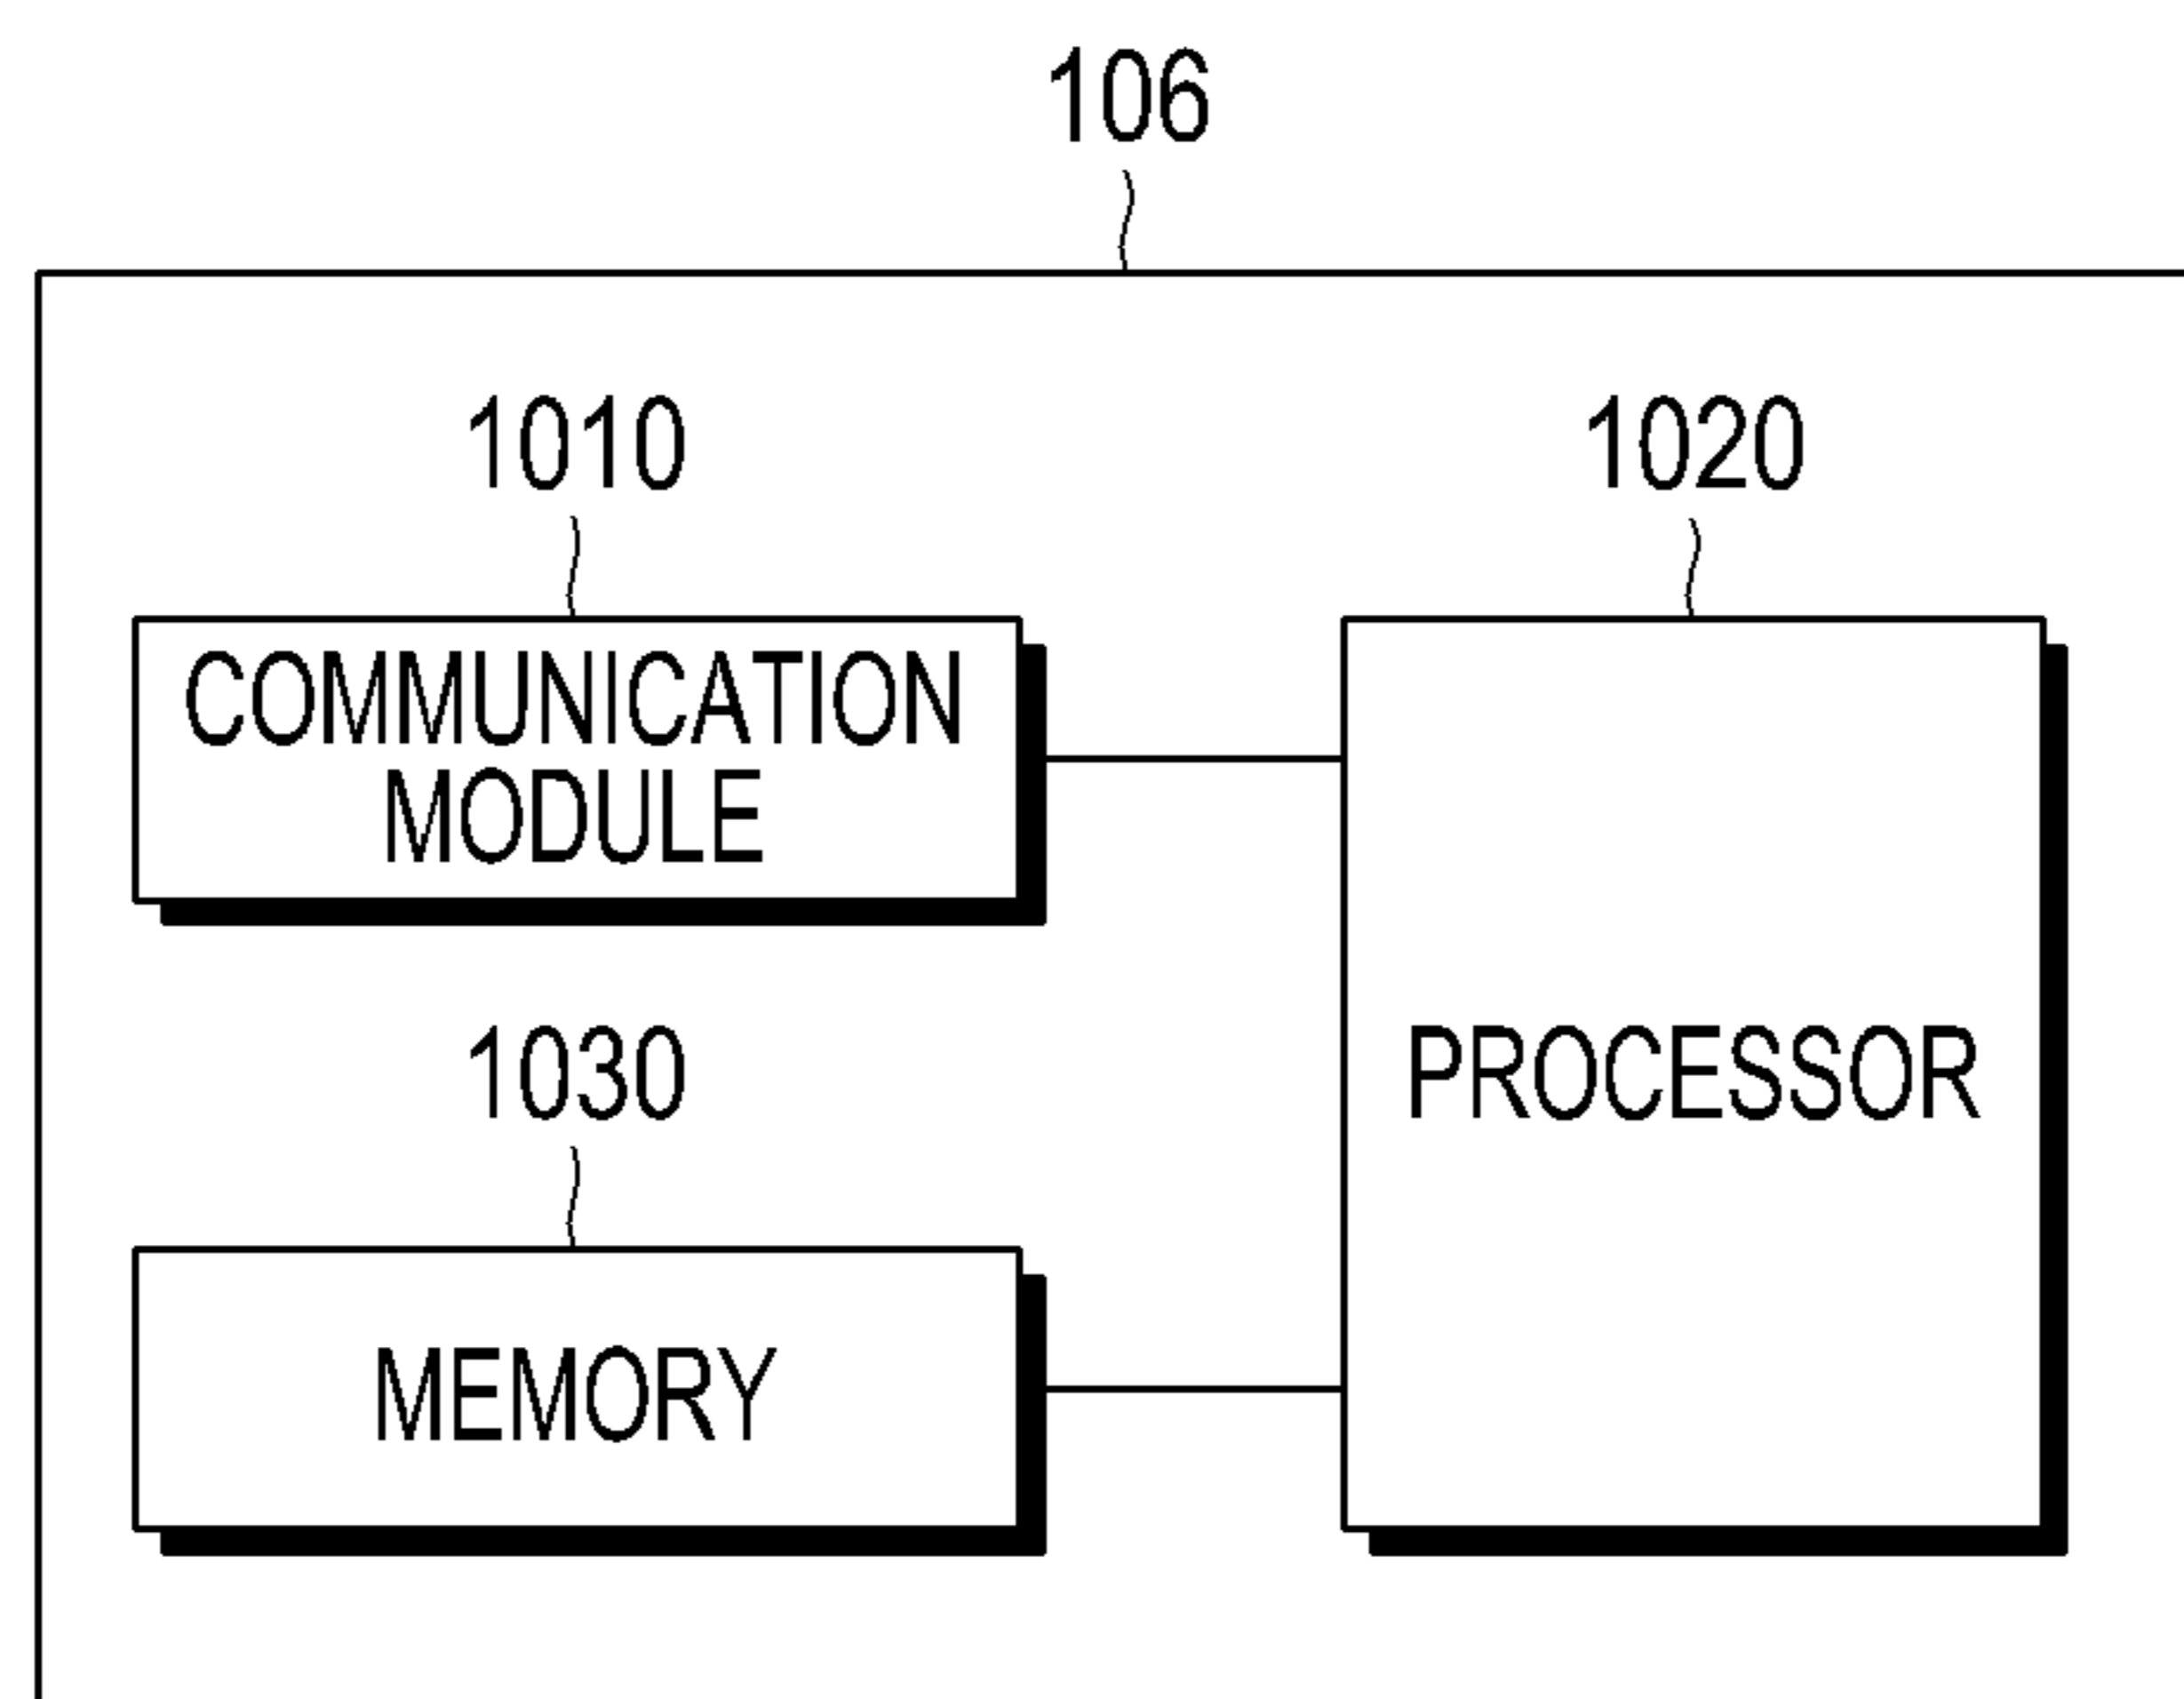 106
1010
1020
COMMUNICATION
MODULE
1030
PROCESSOR
MEMORY